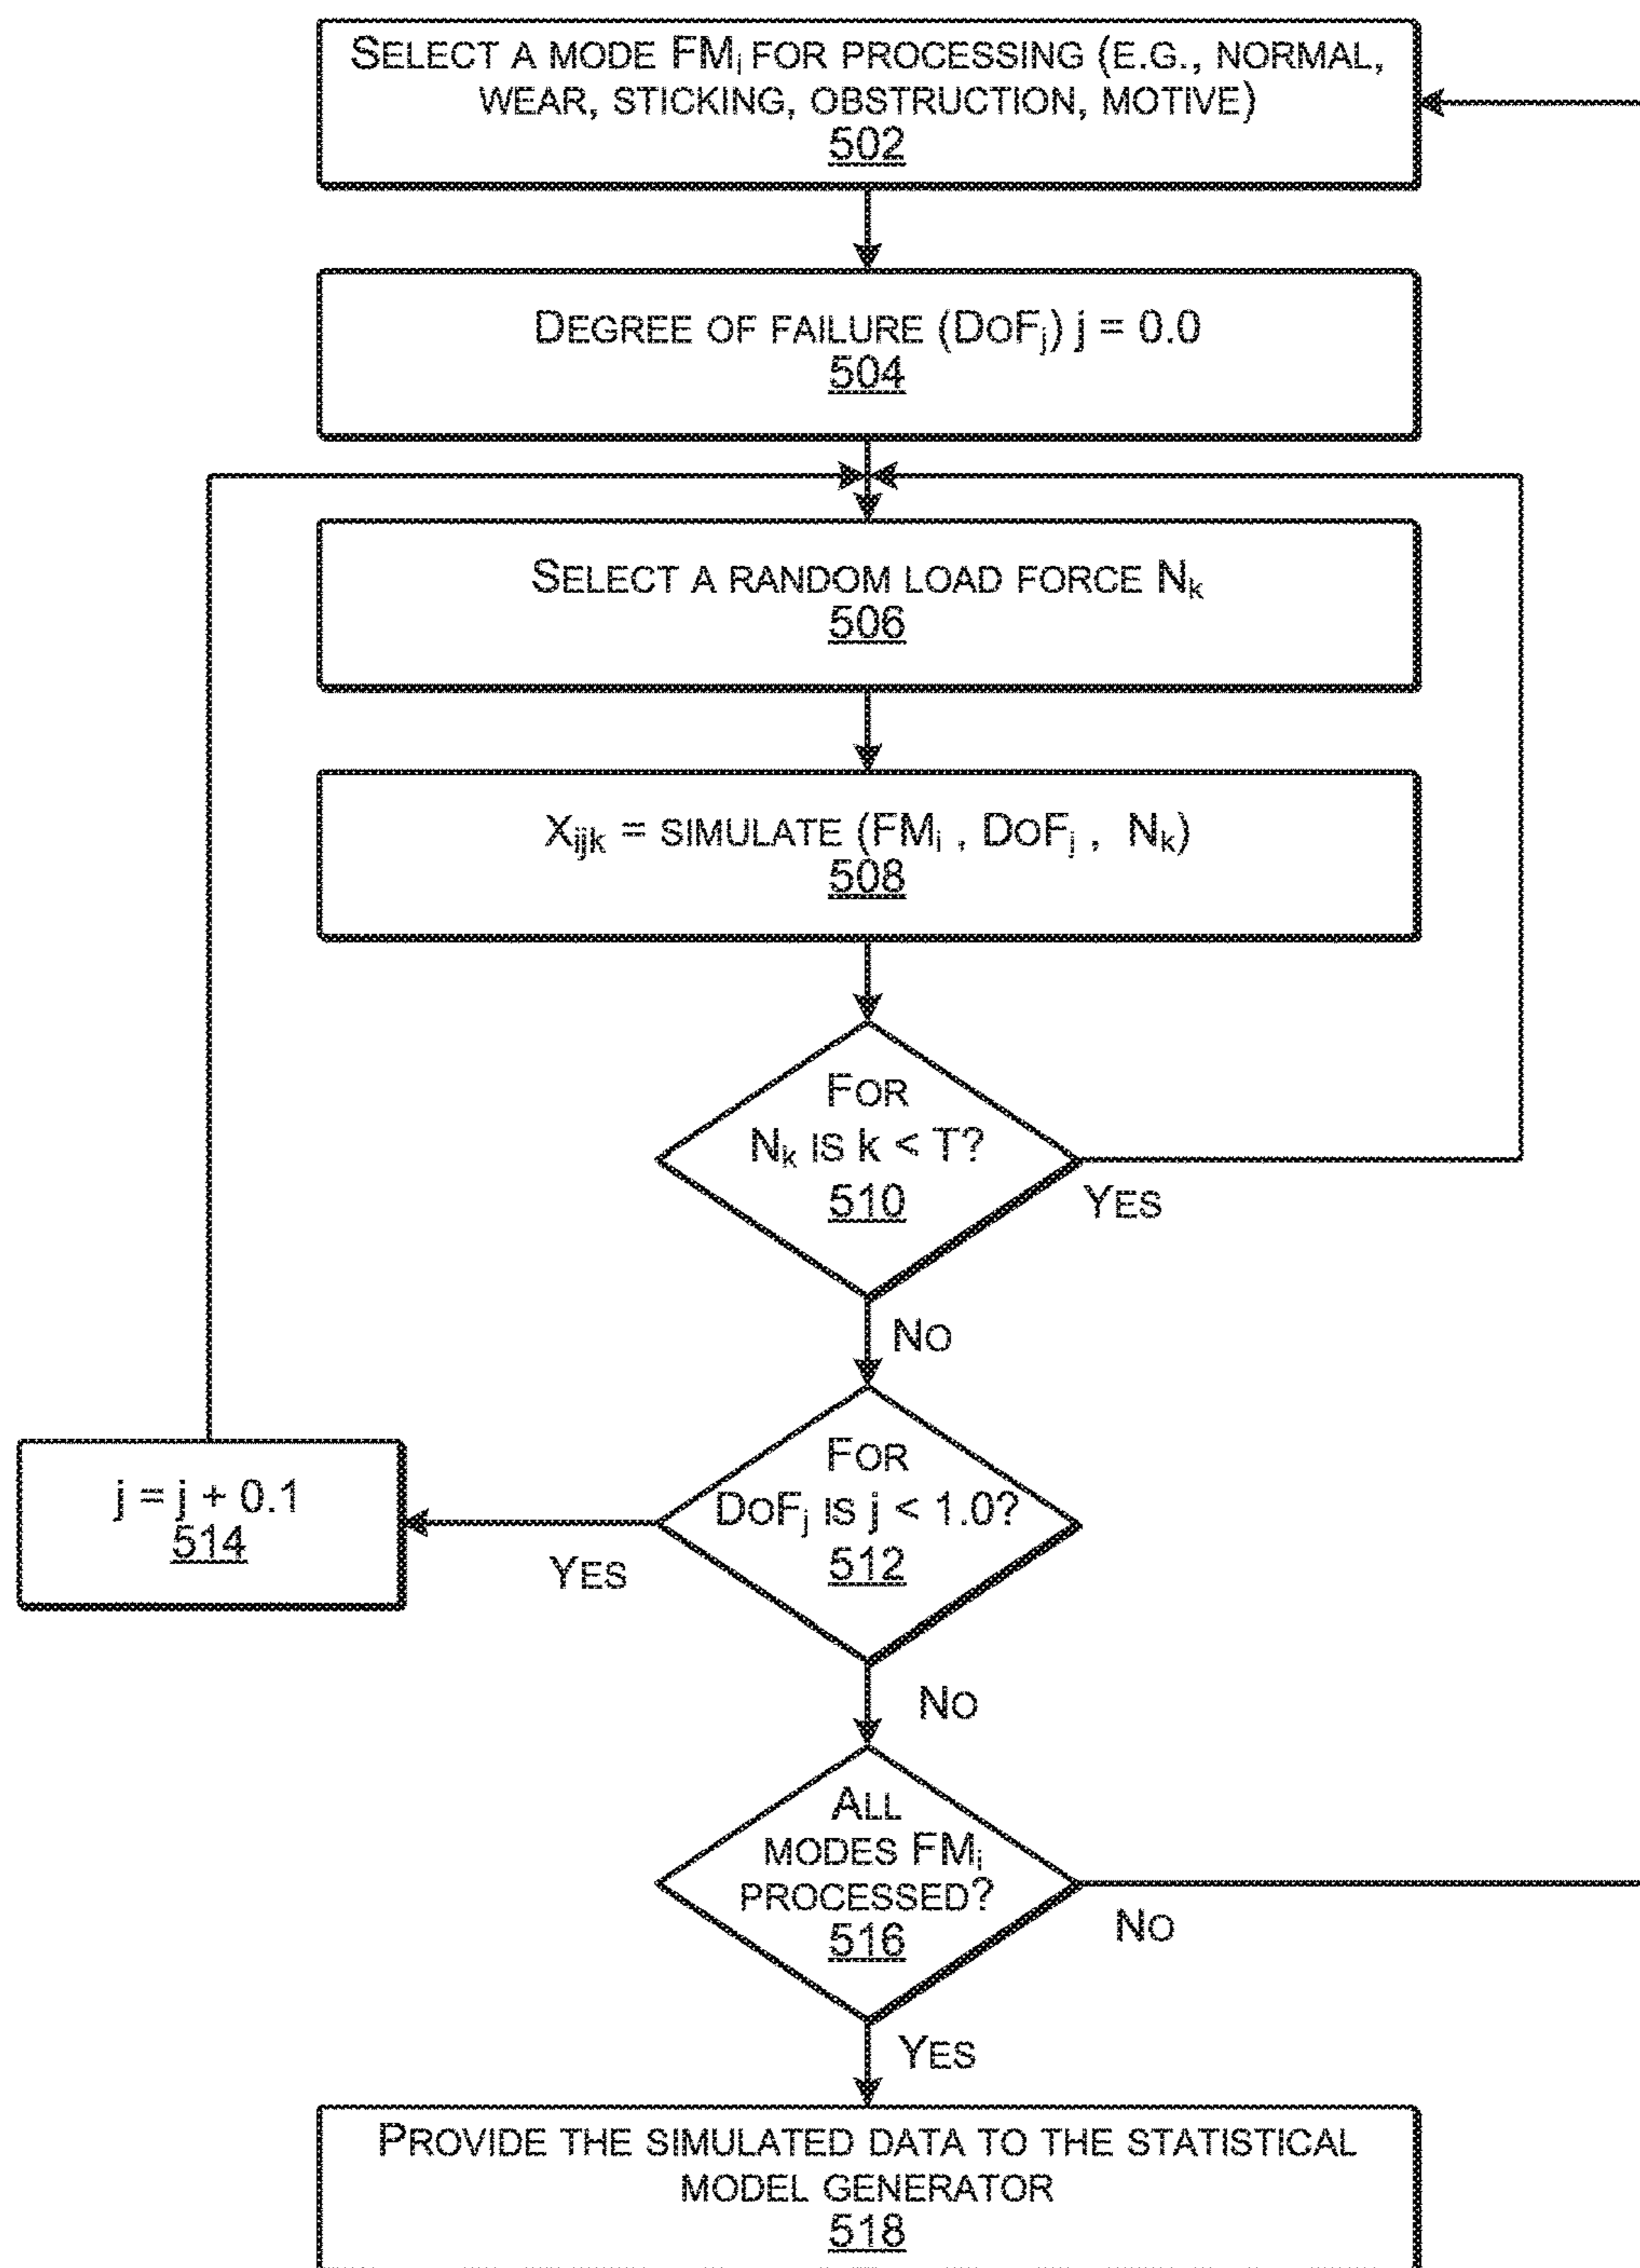 SELECT A MODE FMi FOR PROCESSING (E.G., NORMAL,
WEAR, STICKING, OBSTRUCTION, MOTIVE)
502
DEGREE OF FAILURE (DOFj) j = 0.0
504
SELECT A RANDOM LOAD FORCE Nk
506
Xijk = SIMULATE (FMi , DOFj , Nk)
508
FOR
Nk IS k < T?
510
YES
NO
FOR
DOFj IS j < 1.0?
512
YES
j = j + 0.1
514
NO
ALL
MODES FMi
PROCESSED?
516
NO
YES
PROVIDE THE SIMULATED DATA TO THE STATISTICAL
MODEL GENERATOR
518